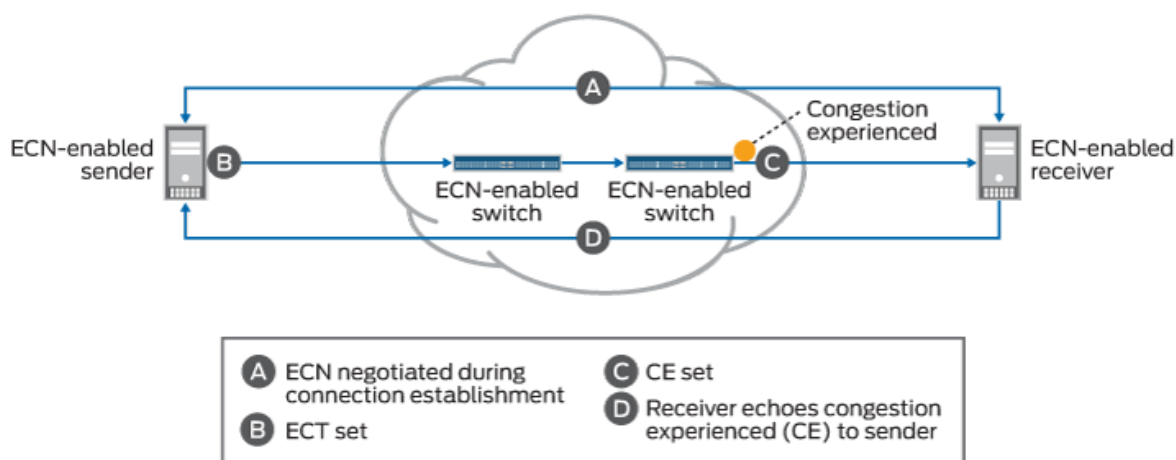 A
Congestion
experienced
ECN-enabled
sender
B
C
ECN-enabled
receiver
ECN-enabled
switch
ECN-enabled
switch
D
A ECN negotiated during
connection establishment
B ECT set
C CE set
D Receiver echoes congestion
experienced (CE) to sender